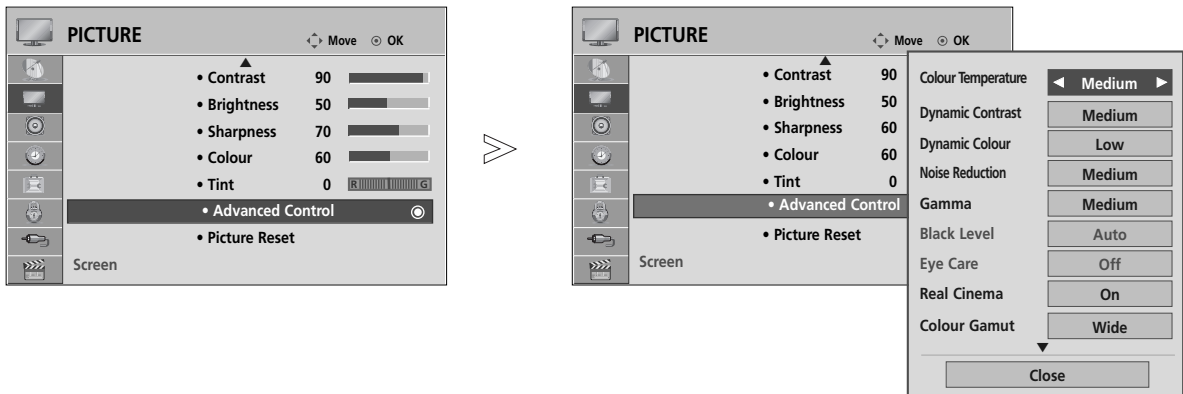 PICTURE
Move OK
• Contrast 90
• Brightness 50
• Sharpness 70
• Colour 60
• Tint 0 R G
• Advanced Control
• Picture Reset
Screen
PICTURE
Move OK
• Contrast 90
• Brightness 50
• Sharpness 60
• Colour 60
• Tint 0
• Advanced Control
• Picture Reset
Screen
Colour Temperature Medium
Dynamic Contrast Medium
Dynamic Colour Low
Noise Reduction Medium
Gamma Medium
Black Level Auto
Eye Care Off
Real Cinema On
Colour Gamut Wide
Close